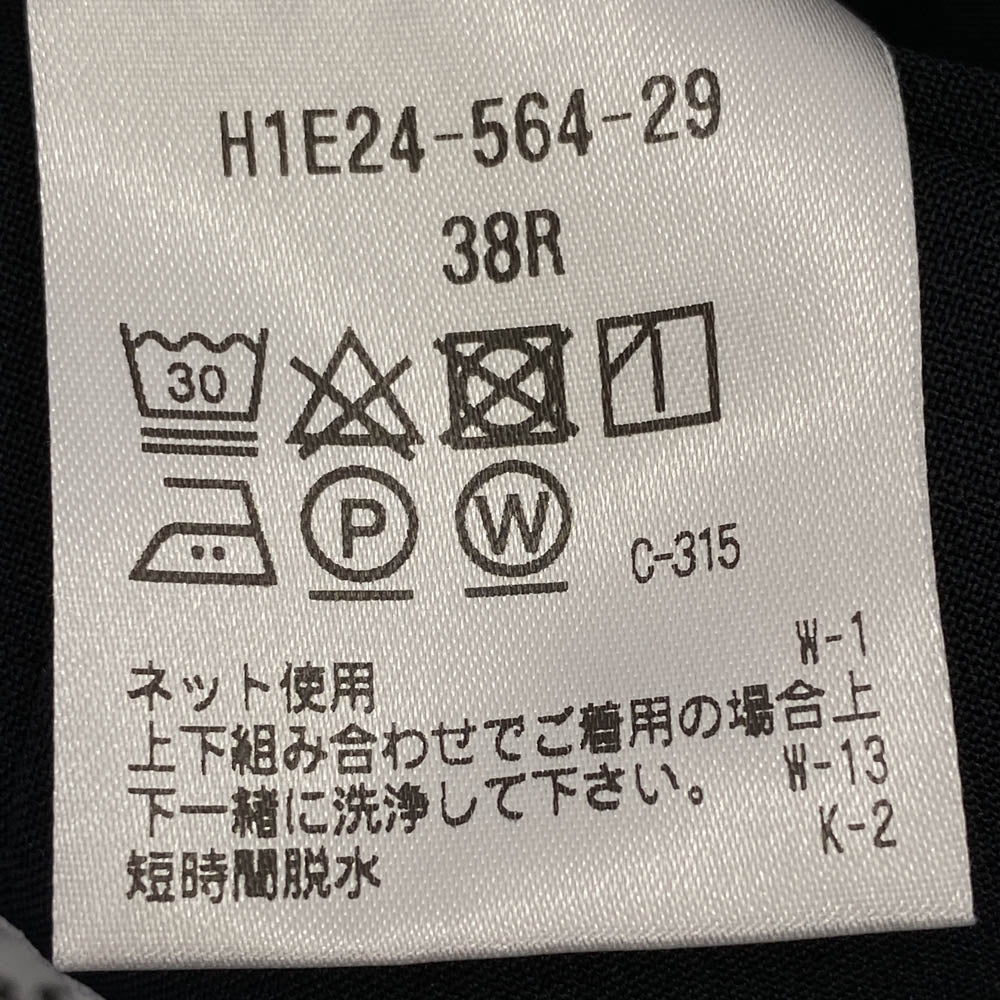 H1E24-564-29
38R
30
P W C-315
W-1
ネット使用
上下組み合わせでご着用の場合上
下一緒に洗浄して下さい。 W-13
K-2
短時間脱水